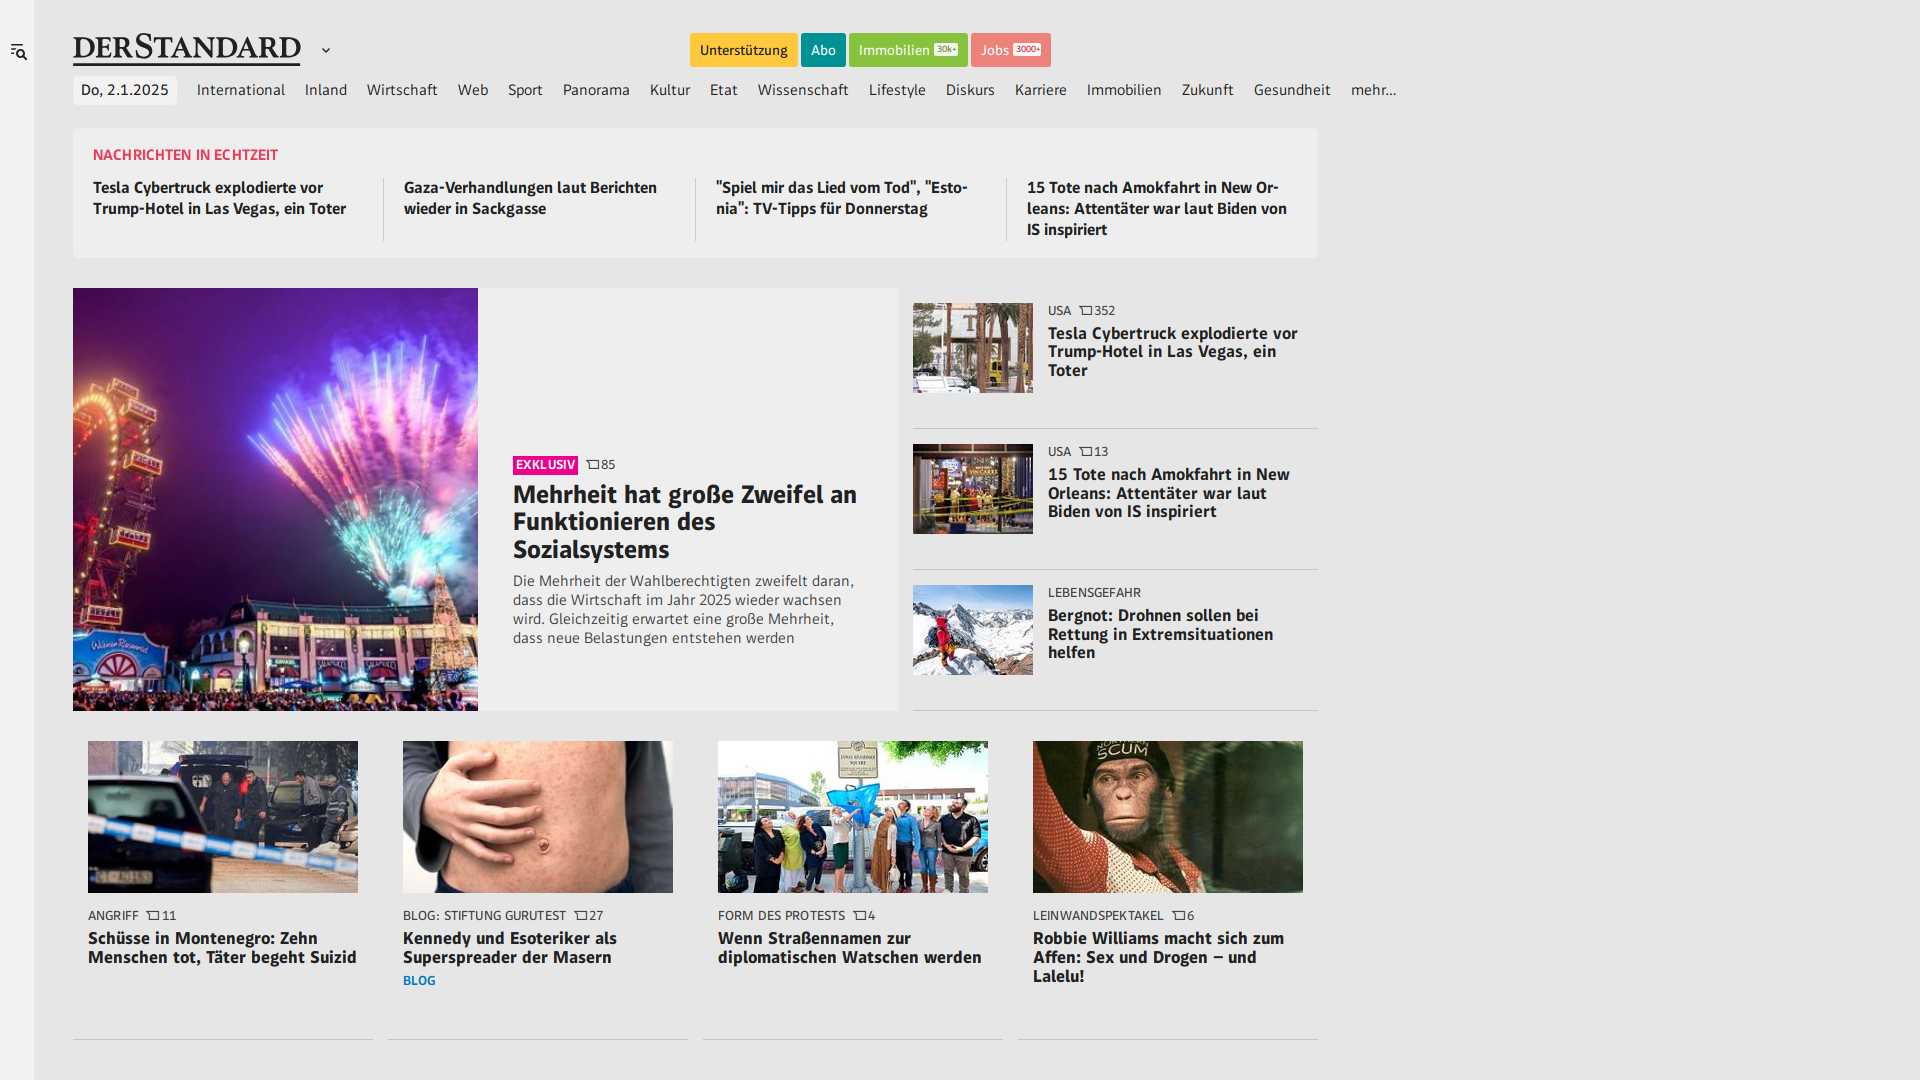 DERSTANDARD
Unterstützung Abo Immobilien 30k+ Jobs 3000+
Do, 2.1.2025 International Inland Wirtschaft Web Sport Panorama Kultur Etat Wissenschaft Lifestyle Diskurs Karriere Immobilien Zukunft Gesundheit mehr...
NACHRICHTEN IN ECHTZEIT
Tesla Cybertruck explodierte vor
Trump-Hotel in Las Vegas, ein Toter
Gaza-Verhandlungen laut Berichten
wieder in Sackgasse
"Spiel mir das Lied vom Tod", "Esto-
nia": TV-Tipps für Donnerstag
15 Tote nach Amokfahrt in New Or-
leans: Attentäter war laut Biden von
IS inspiriert
EXKLUSIV 85
Mehrheit hat große Zweifel an
Funktionieren des
Sozialsystems
Die Mehrheit der Wahlberechtigten zweifelt daran,
dass die Wirtschaft im Jahr 2025 wieder wachsen
wird. Gleichzeitig erwartet eine große Mehrheit,
dass neue Belastungen entstehen werden
USA 352
Tesla Cybertruck explodierte vor
Trump-Hotel in Las Vegas, ein
Toter
USA 13
15 Tote nach Amokfahrt in New
Orleans: Attentäter war laut
Biden von IS inspiriert
LEBENSGEFAHR
Bergnot: Drohnen sollen bei
Rettung in Extremsituationen
helfen
ANGRIFF 11
Schüsse in Montenegro: Zehn
Menschen tot, Täter begeht Suizid
BLOG: STIFTUNG GURUTEST 27
Kennedy und Esoteriker als
Superspreader der Masern
BLOG
FORM DES PROTESTS 4
Wenn Straßennamen zur
diplomatischen Watschen werden
SCUM
LEINWANDSPEKTAKEL 6
Robbie Williams macht sich zum
Affen: Sex und Drogen – und
Lalelu!